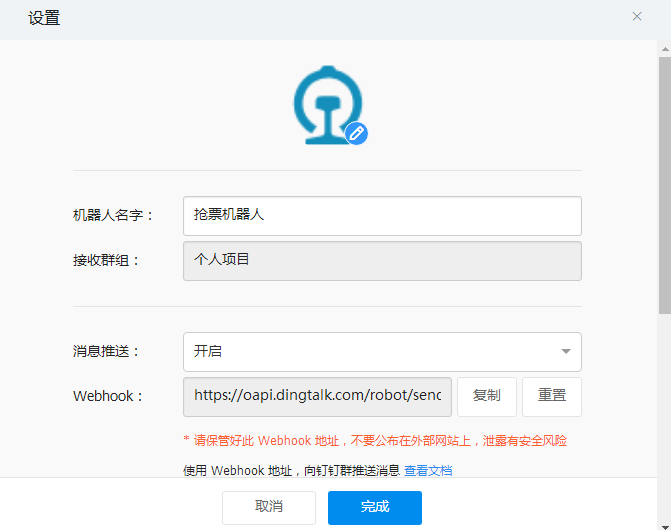 设置
机器人名字：
抢票机器人
接收群组：
个人项目
消息推送：
开启
Webhook：
https://oapi.dingtalk.com/robot/send
复制
重置
* 请保管好此 Webhook 地址，不要公布在外部网站上，泄露有安全风险
使用 Webhook 地址，向钉钉群推送消息 查看文档
取消
完成